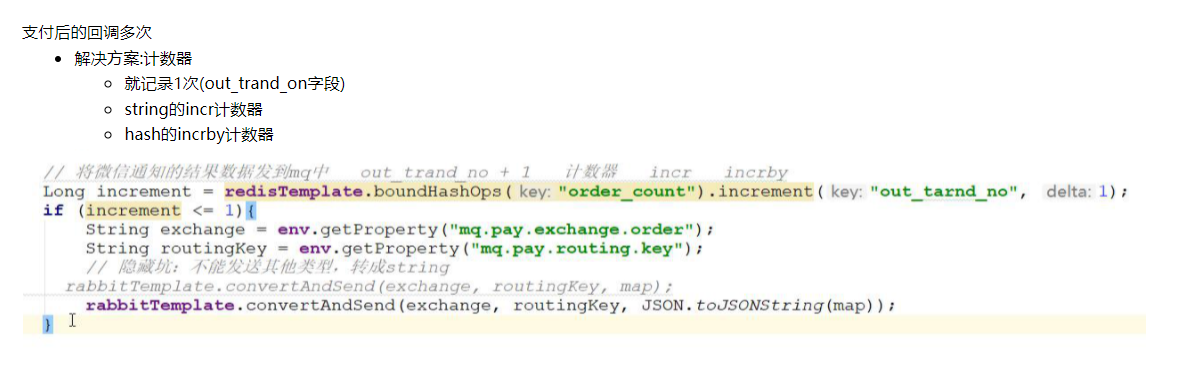 支付后的回调多次
解决方案:计数器
就记录1次(out_trand_on字段)
string的incr计数器
hash的incrby计数器
// 将微信通知的结果数据发到mq中 out_trand_no + 1 计数器 incr incrby
Long increment = redisTemplate.boundHashOps( key: "order_count").increment( key: "out_tarnd_no", delta: 1);
if (increment <= 1){
String exchange = env.getProperty("mq.pay.exchange.order");
String routingKey = env.getProperty("mq.pay.routing.key");
// 隐藏坑：不能发送其他类型，转成string
rabbitTemplate.convertAndSend(exchange, routingKey, map);
rabbitTemplate.convertAndSend(exchange, routingKey, JSON.toJSONString(map));
}